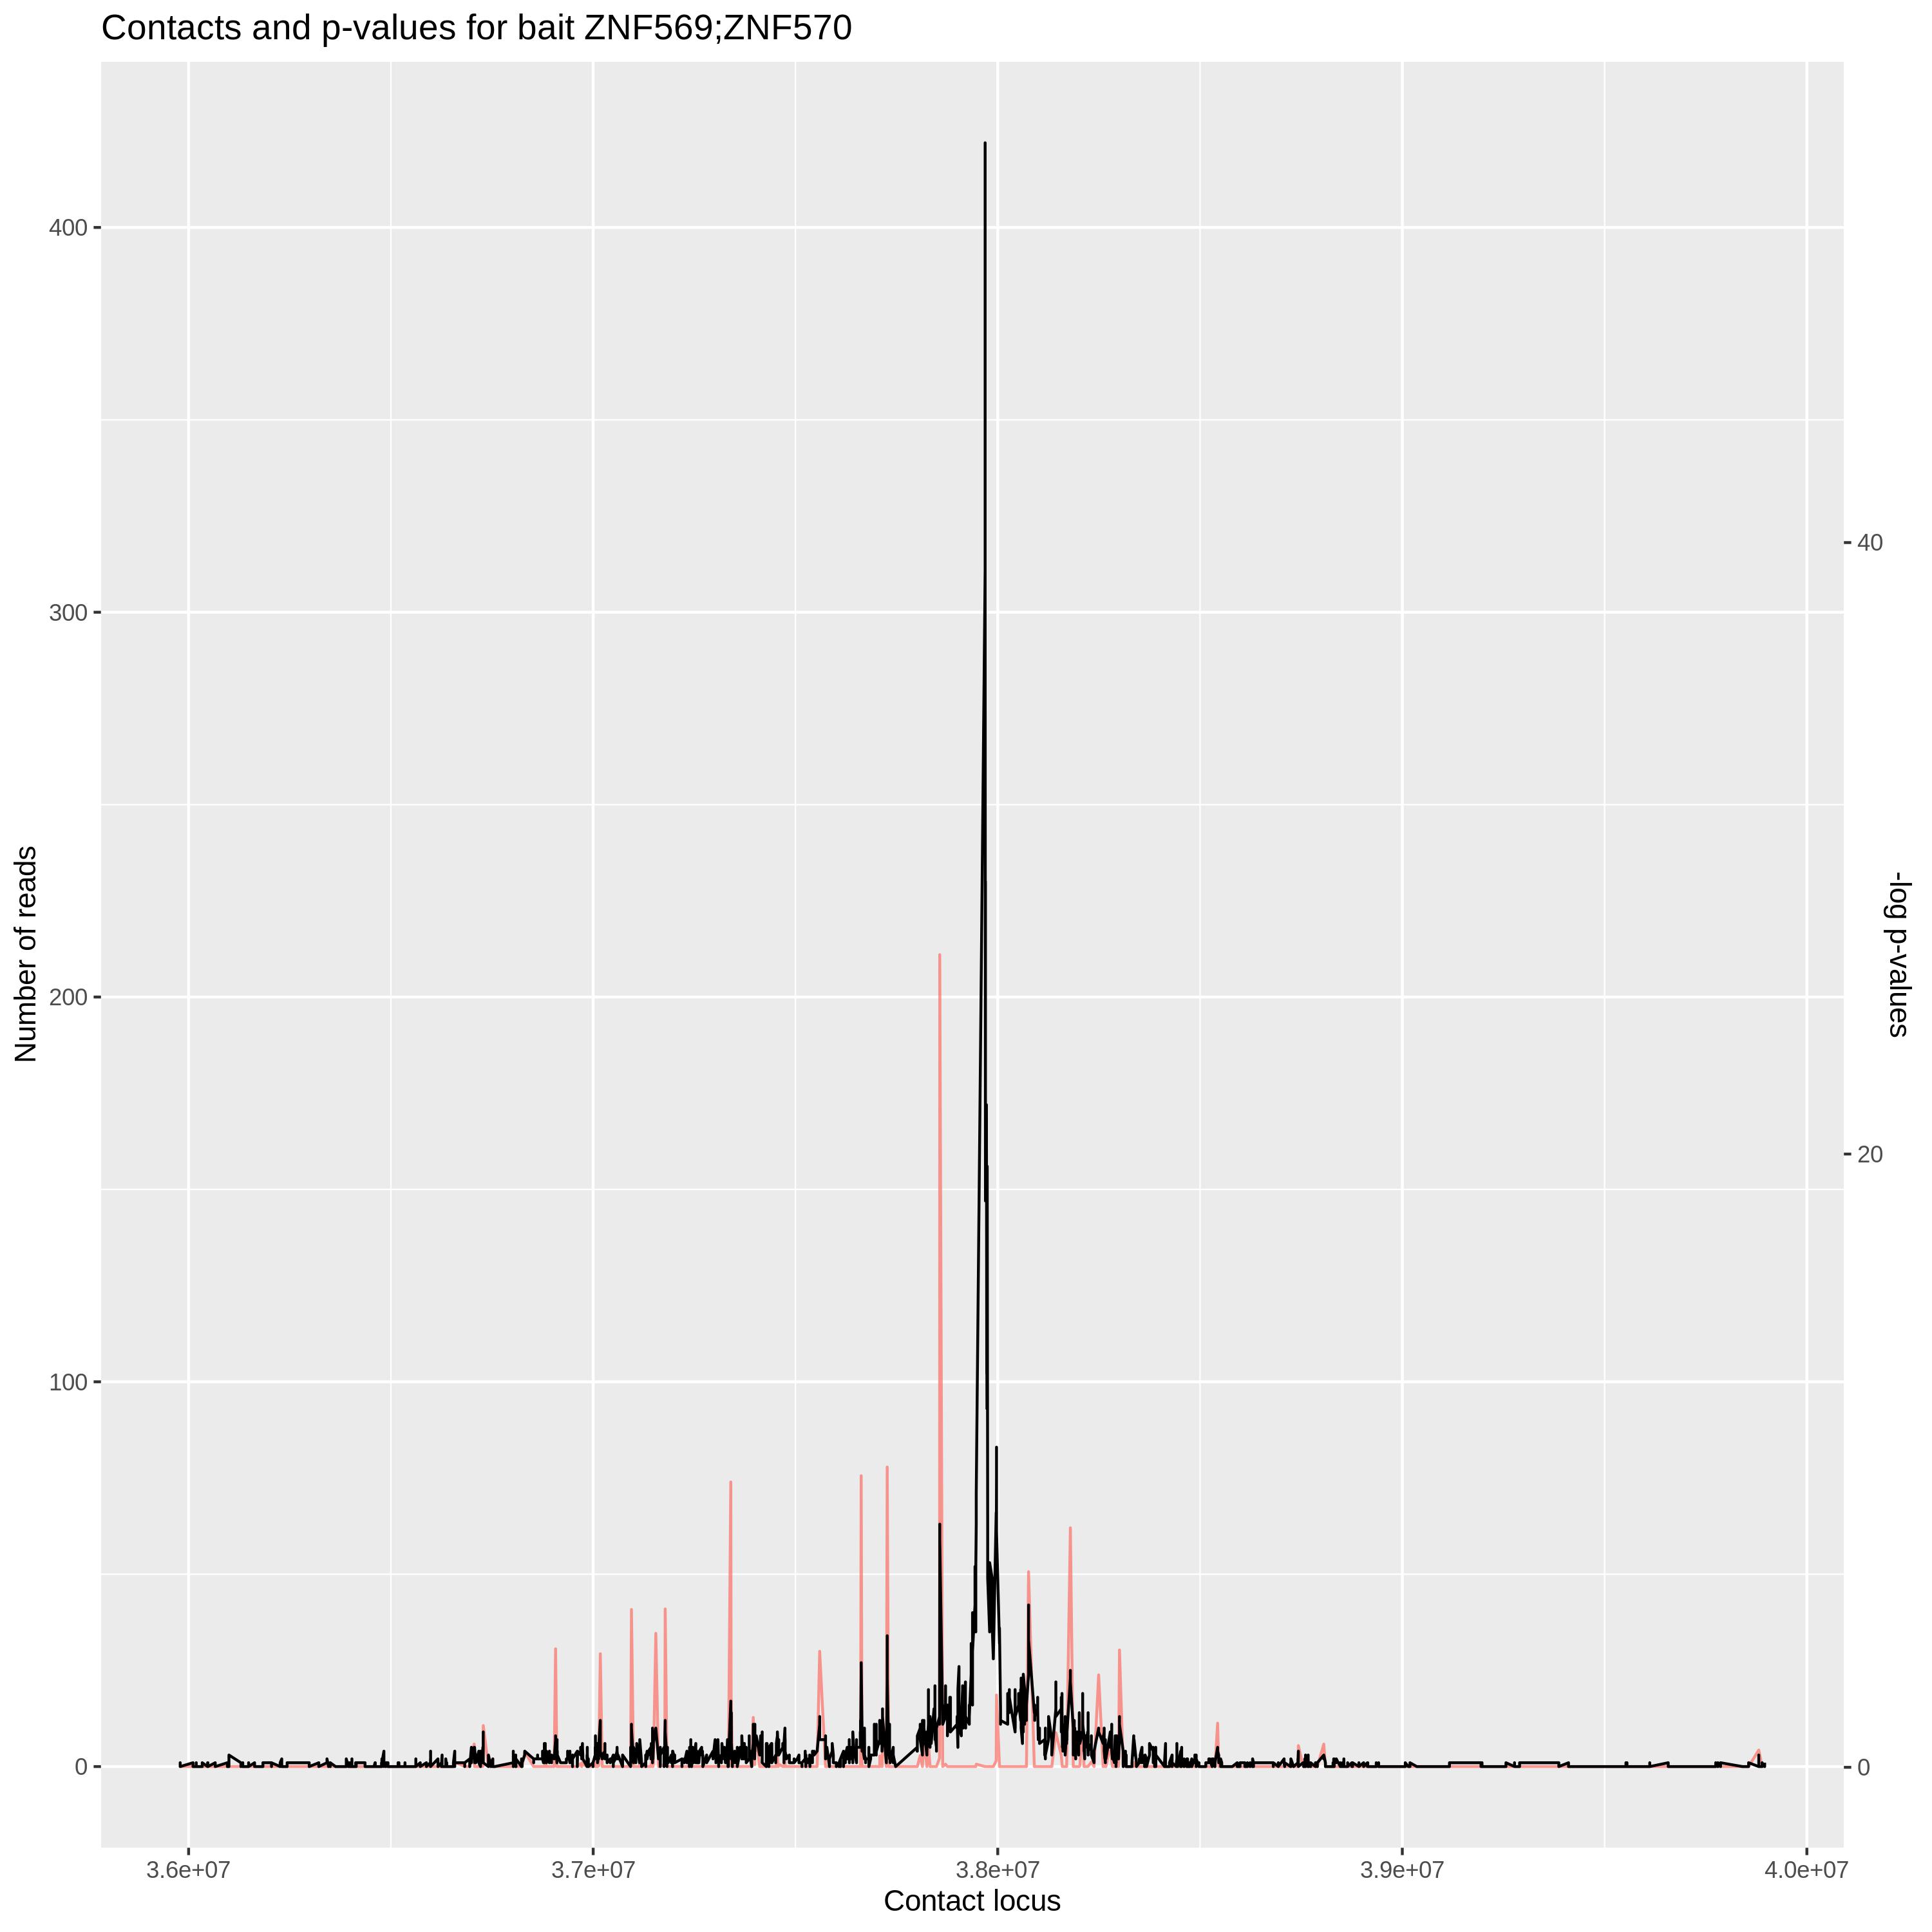 Contacts and p-values for bait ZNF569;ZNF570
400
300
200
100
0
Number of reads
40
20
0
-log p-values
3.6e+07 3.7e+07 3.8e+07 3.9e+07 4.0e+07
Contact locus